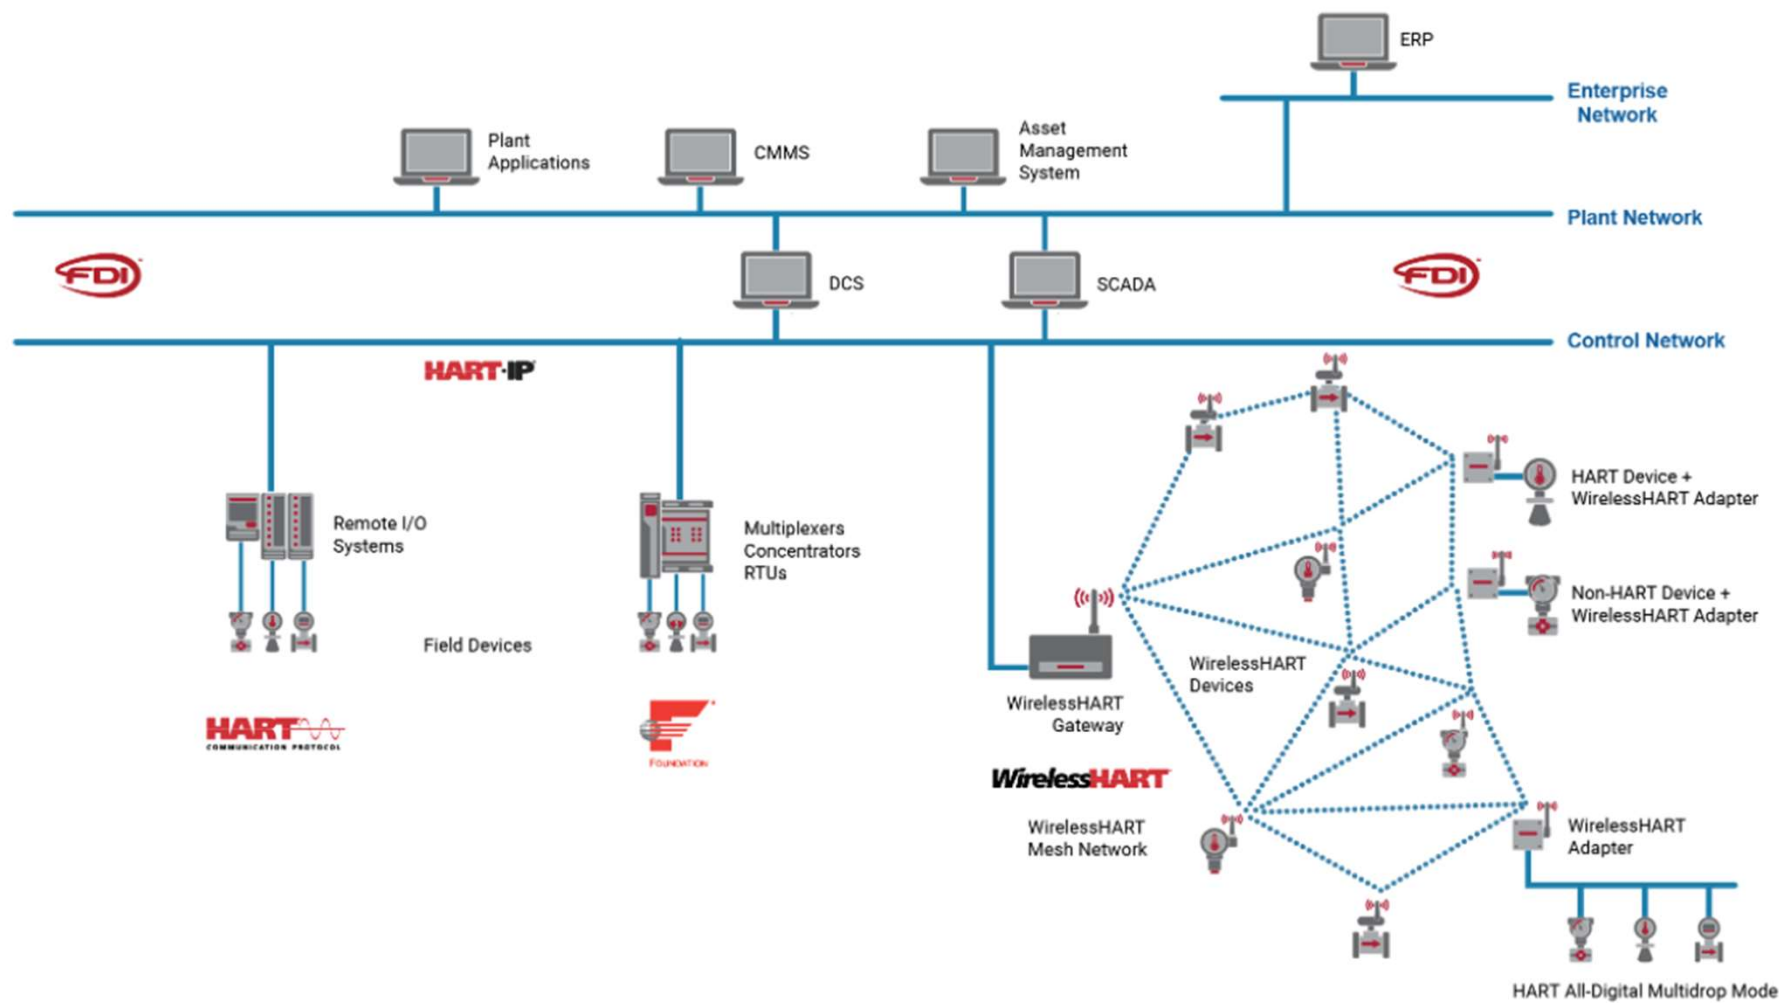 ERP
Enterprise
Network
Plant
Applications
CMMS
Asset
Management
System
Plant Network
FDI
DCS
SCADA
FDI
Control Network
HART·IP
HART Device +
WirelessHART Adapter
Remote I/O
Systems
Multiplexers
Concentrators
RTUs
Non-HART Device +
WirelessHART Adapter
Field Devices
WirelessHART
Devices
WirelessHART
Gateway
HART
COMMUNICATION PROTOCOL
FOUNDATION
WirelessHART
WirelessHART
Mesh Network
WirelessHART
Adapter
HART All-Digital Multidrop Mode